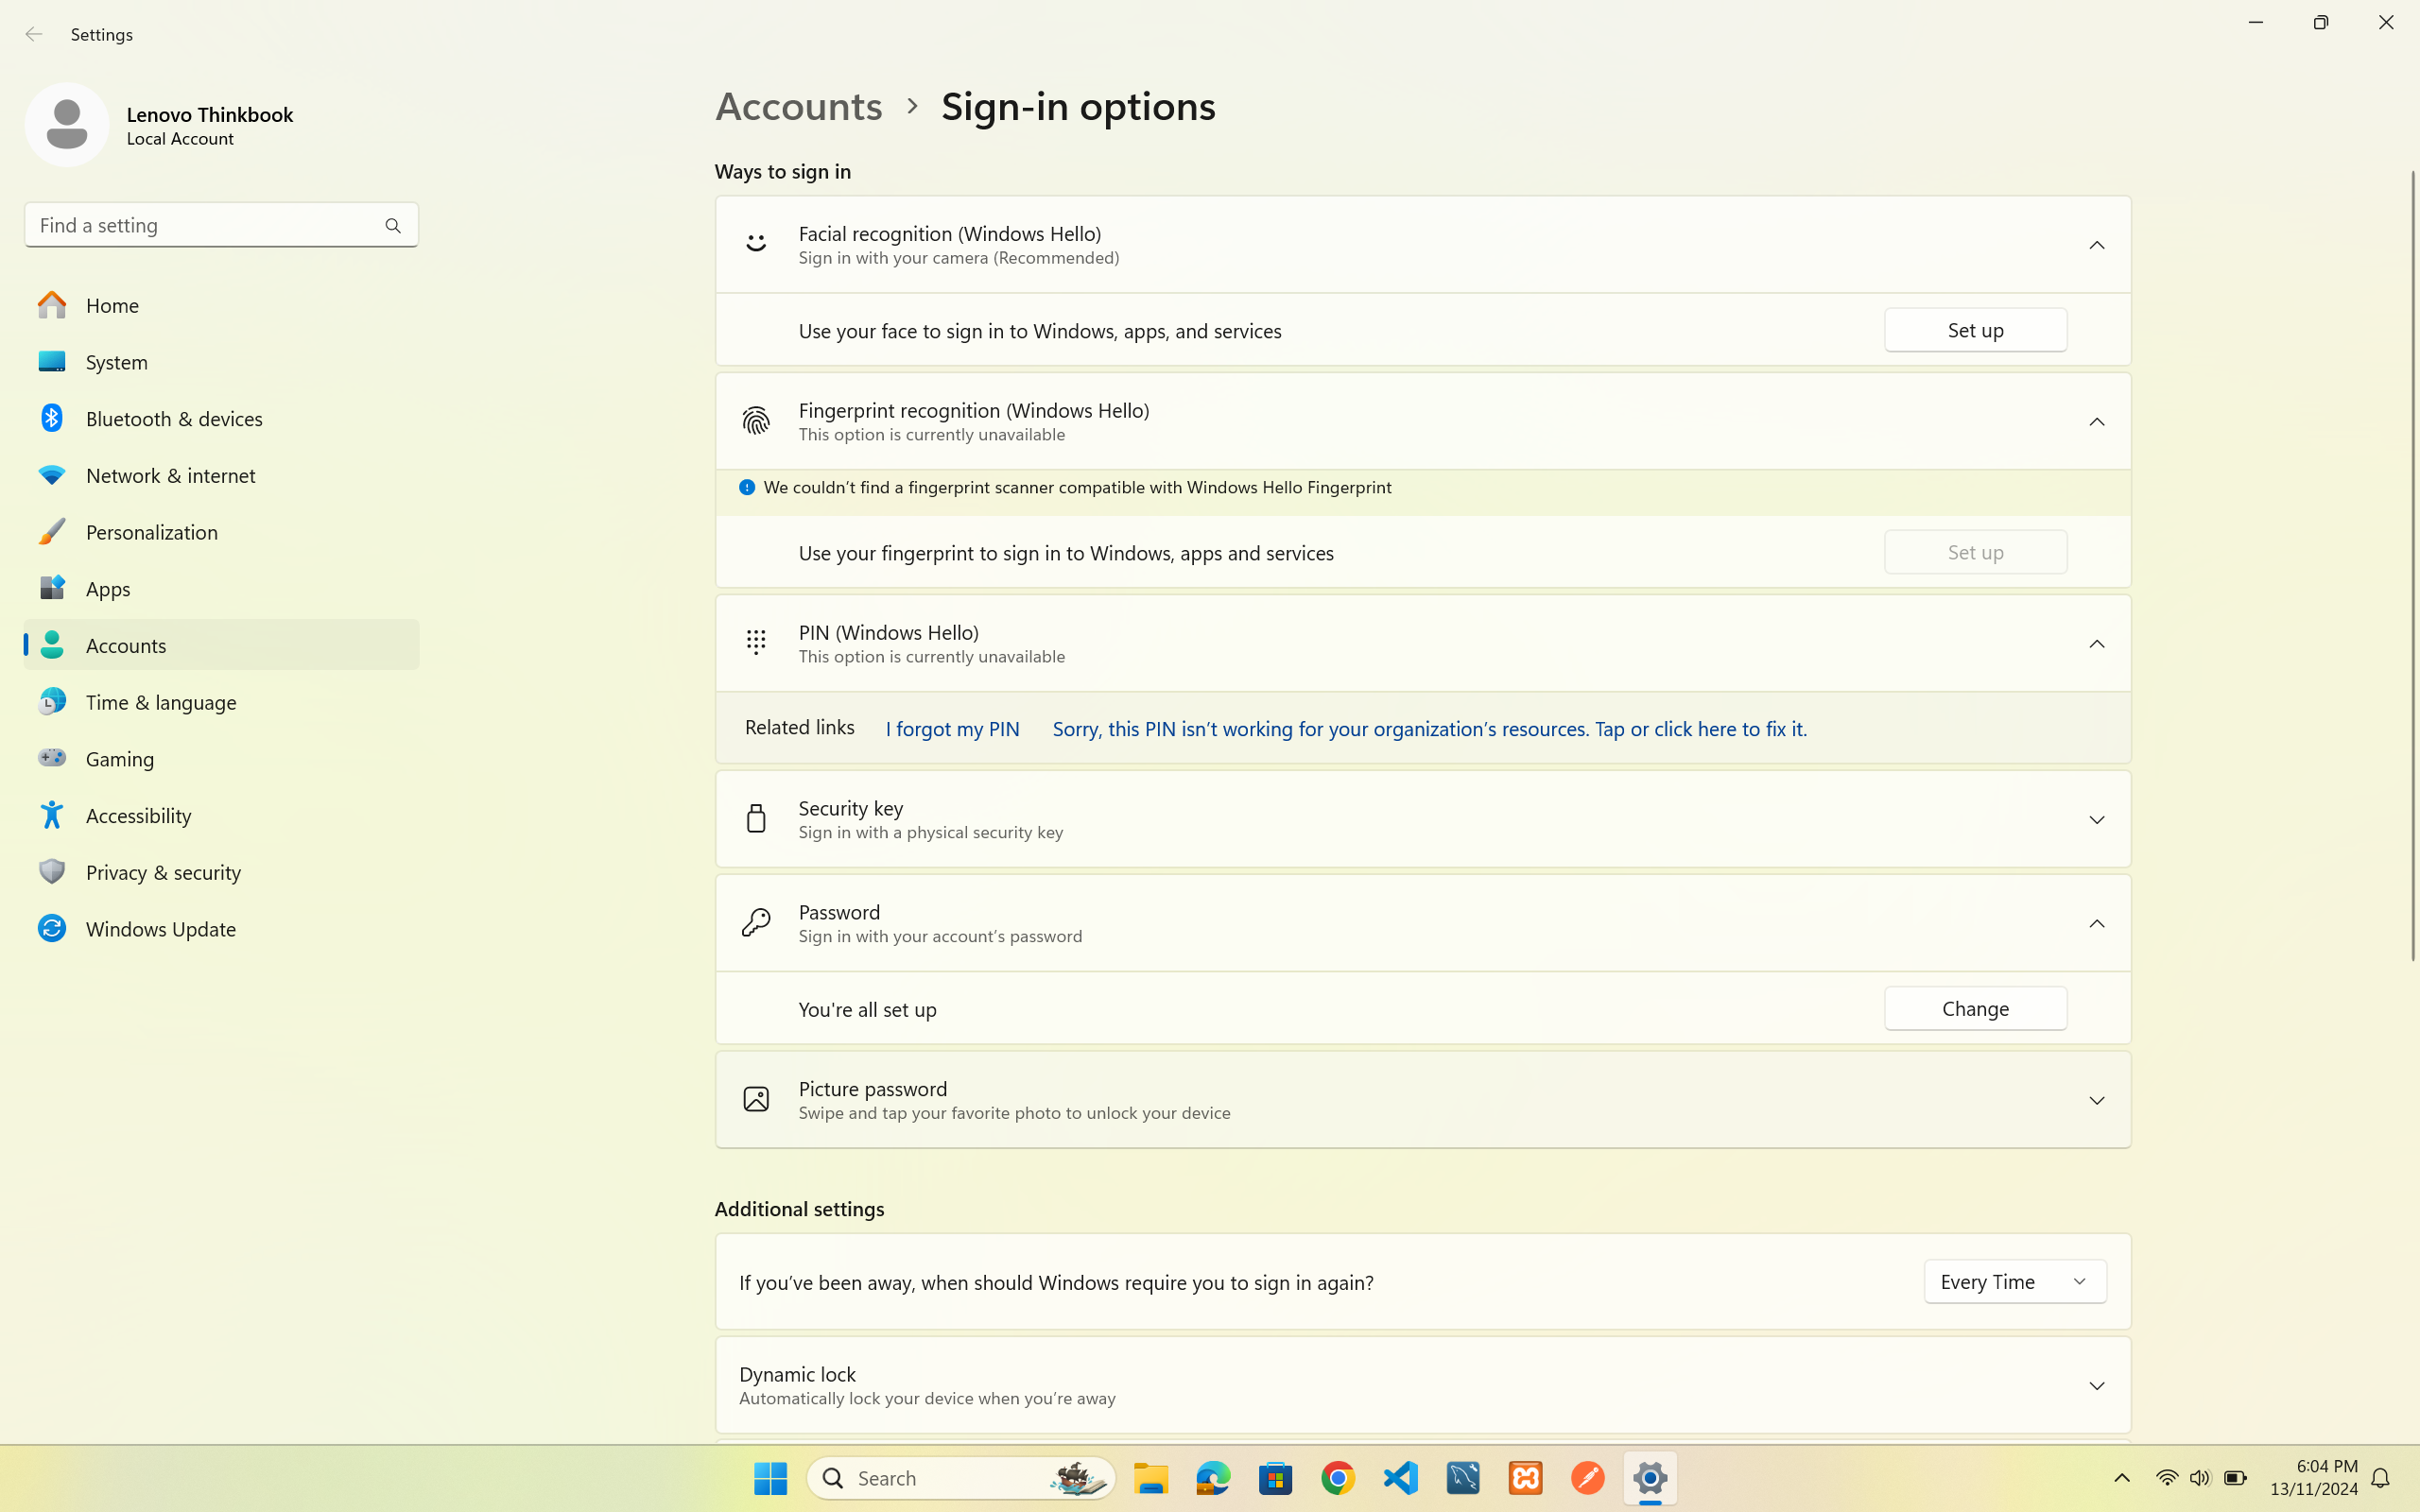 Settings
Lenovo Thinkbook
Local Account
Find a setting
Home
System
Bluetooth & devices
Network & internet
Personalization
Apps
Accounts
Time & language
Gaming
Accessibility
Privacy & security
Windows Update
Accounts > Sign-in options
Ways to sign in
Facial recognition (Windows Hello)
Sign in with your camera (Recommended)
Use your face to sign in to Windows, apps, and services
Set up
Fingerprint recognition (Windows Hello)
This option is currently unavailable
We couldn’t find a fingerprint scanner compatible with Windows Hello Fingerprint
Use your fingerprint to sign in to Windows, apps and services
Set up
PIN (Windows Hello)
This option is currently unavailable
Related links I forgot my PIN Sorry, this PIN isn’t working for your organization’s resources. Tap or click here to fix it.
Security key
Sign in with a physical security key
Password
Sign in with your account’s password
You're all set up
Change
Picture password
Swipe and tap your favorite photo to unlock your device
Additional settings
If you’ve been away, when should Windows require you to sign in again?
Every Time
Dynamic lock
Automatically lock your device when you’re away
Search
6:04 PM
13/11/2024